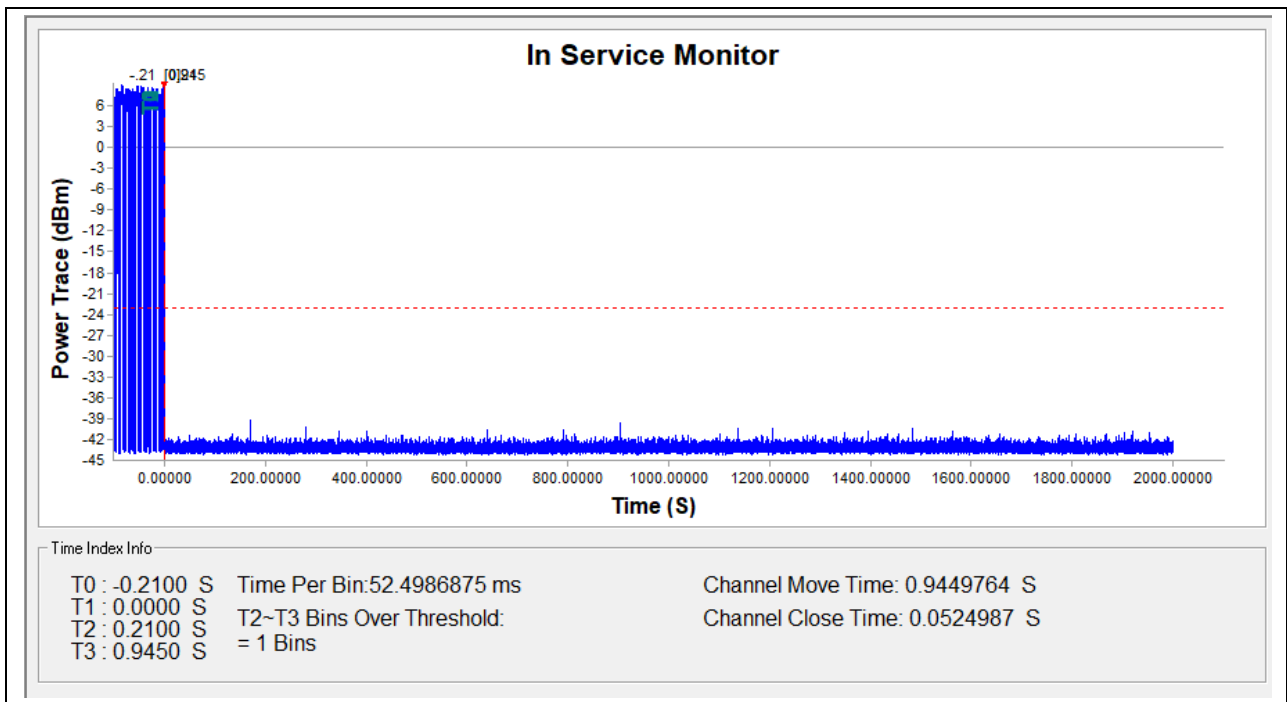 In Service Monitor
-.21 [0].945
6
3
0
-3
-6
-9
-12
-15
-18
-21
-24
-27
-30
-33
-36
-39
-42
-45
Power Trace (dBm)
0.00000 200.00000 400.00000 600.00000 800.00000 1000.00000 1200.00000 1400.00000 1600.00000 1800.00000 2000.00000
Time (S)
Time Index Info
T0 : -0.2100 S Time Per Bin:52.4986875 ms Channel Move Time: 0.9449764 S
T1 : 0.0000 S
T2 : 0.2100 S T2~T3 Bins Over Threshold: Channel Close Time: 0.0524987 S
T3 : 0.9450 S = 1 Bins